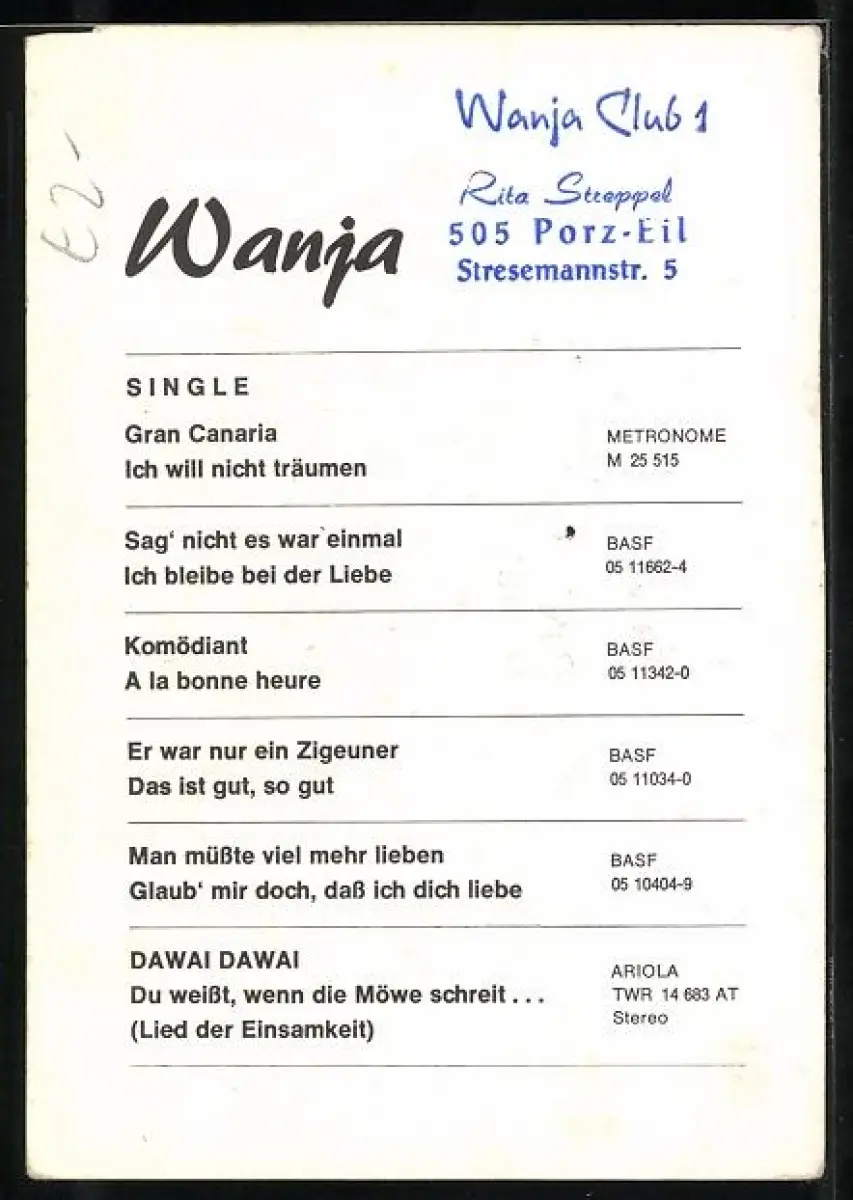 Wanja Club 1
Rita Streppel
505 Porz-Eil
Stresemannstr. 5
€ 2,-
Wanja
SINGLE
Gran Canaria
Ich will nicht träumen
METRONOME
M 25 515
Sag‘ nicht es war einmal
Ich bleibe bei der Liebe
BASF
05 11662-4
Komödiant
A la bonne heure
BASF
05 11342-0
Er war nur ein Zigeuner
Das ist gut, so gut
BASF
05 11034-0
Man müßte viel mehr lieben
Glaub‘ mir doch, daß ich dich liebe
BASF
05 10404-9
DAWAI DAWAI
Du weißt, wenn die Möwe schreit...
(Lied der Einsamkeit)
ARIOLA
TWR 14 683 AT
Stereo